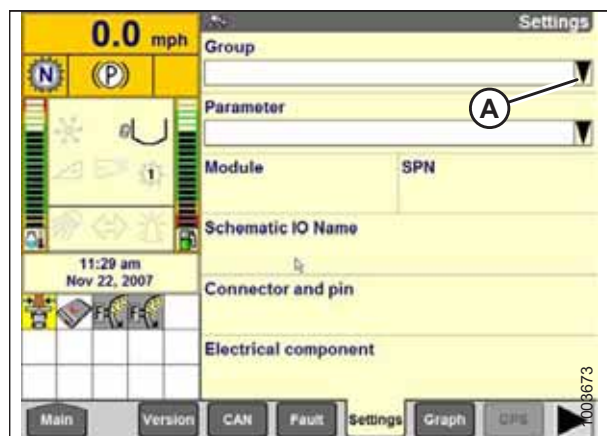 0.0 mph
Settings
N
(P)
Group
A
Parameter
1
Module
SPN
Schematic IO Name
11:29 am
Nov 22, 2007
Connector and pin
F
F
Electrical component
1003673
Main
Version
CAN
Fault
Settings
Graph
GPS